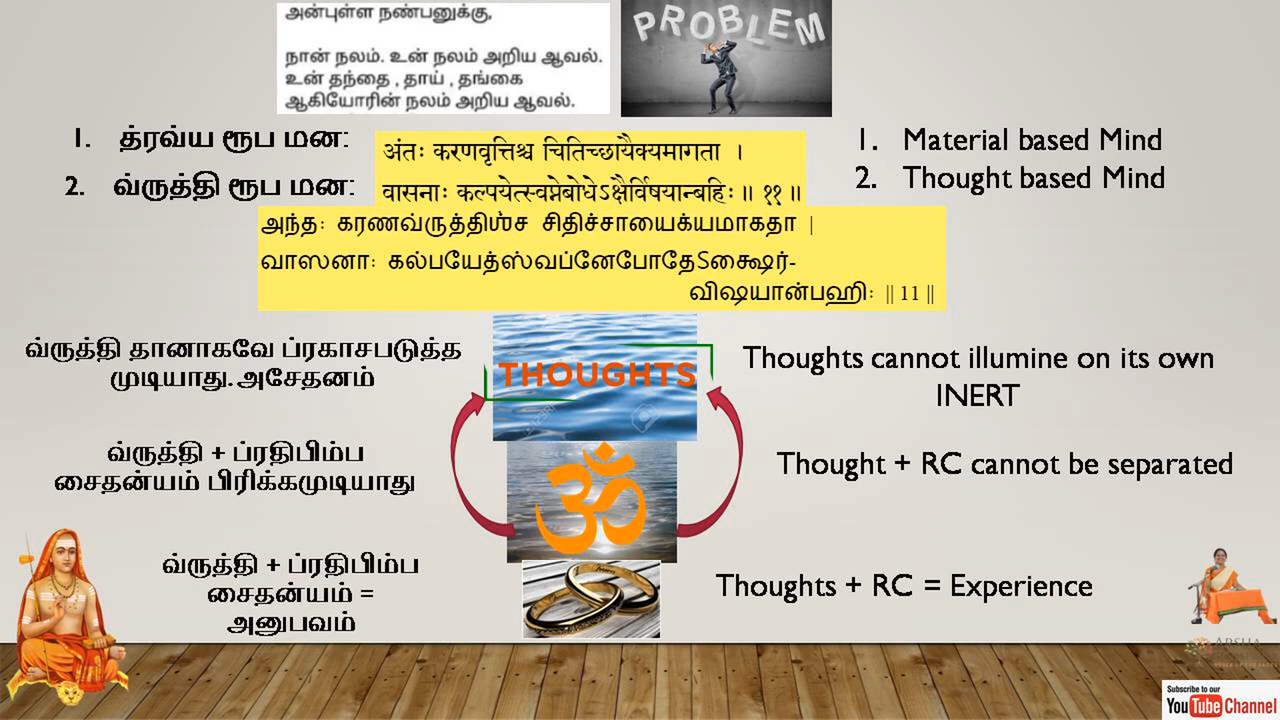 அன்புள்ள நண்பனுக்கு,
நான் நலம். உன் நலம் அறிய ஆவல்.
உன் தந்தை , தாய் , தங்கை
ஆகியோரின் நலம் அறிய ஆவல்.
PROBLEM
1. த்ரவ்ய ரூப மன:
2. வ்ருத்தி ரூப மன:
अंतः करणवृत्तिश्च चितिच्छायैक्यमागता ।
वासनाः कल्पयेत्स्वप्नेबोधेऽक्षैर्विषयान्बहिः ॥ ११ ॥
1. Material based Mind
2. Thought based Mind
அந்த: கரணவ்ருத்திஶ்ச சிதிச்சாயைக்யமாகதா |
வாஸனா: கல்பயேத்ஸ்வப்னேபோதேSக்ஷைர்-
விஷயான்பஹி: || 11 ||
வ்ருத்தி தானாகவே ப்ரகாசபடுத்த
முடியாது. அசேதனம்
THOUGHTS
Thoughts cannot illumine on its own
INERT
வ்ருத்தி + ப்ரதிபிம்ப
சைதன்யம் பிரிக்கமுடியாது
ॐ
Thought + RC cannot be separated
வ்ருத்தி + ப்ரதிபிம்ப
சைதன்யம் =
அனுபவம்
Thoughts + RC = Experience
ARSHA
Subscribe to our
YouTube Channel